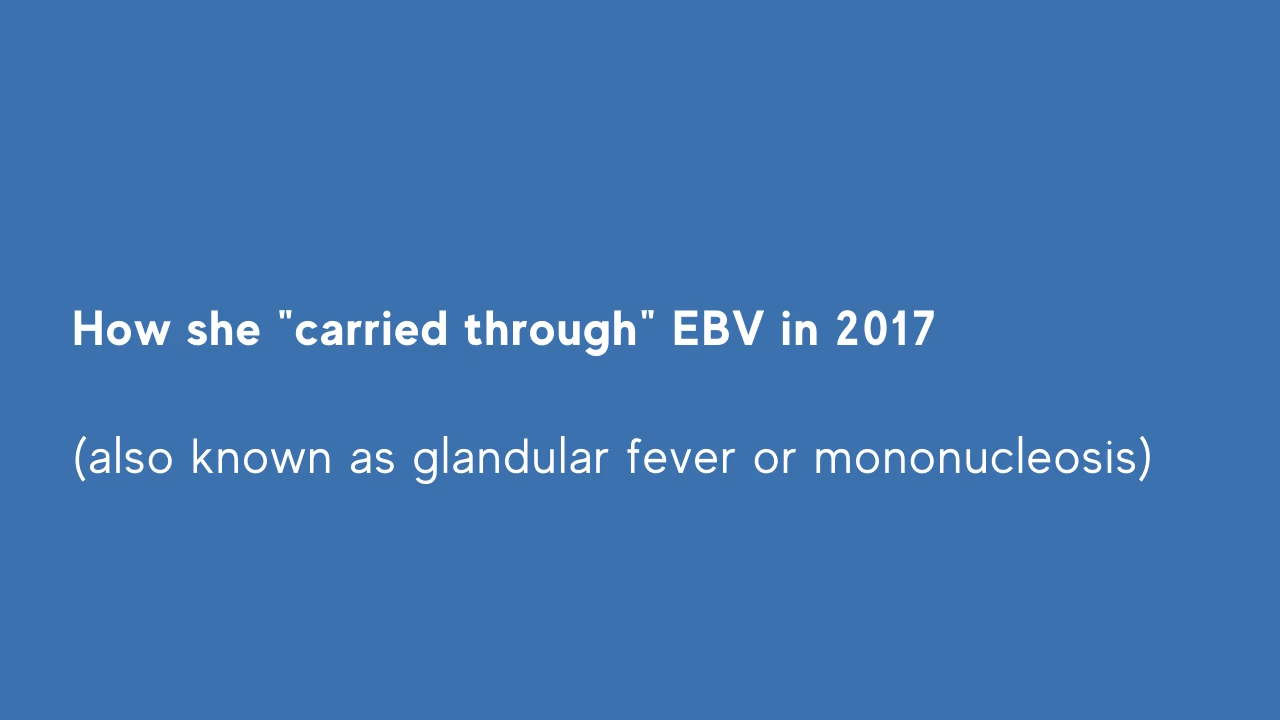 How she "carried through" EBV in 2017
(also known as glandular fever or mononucleosis)